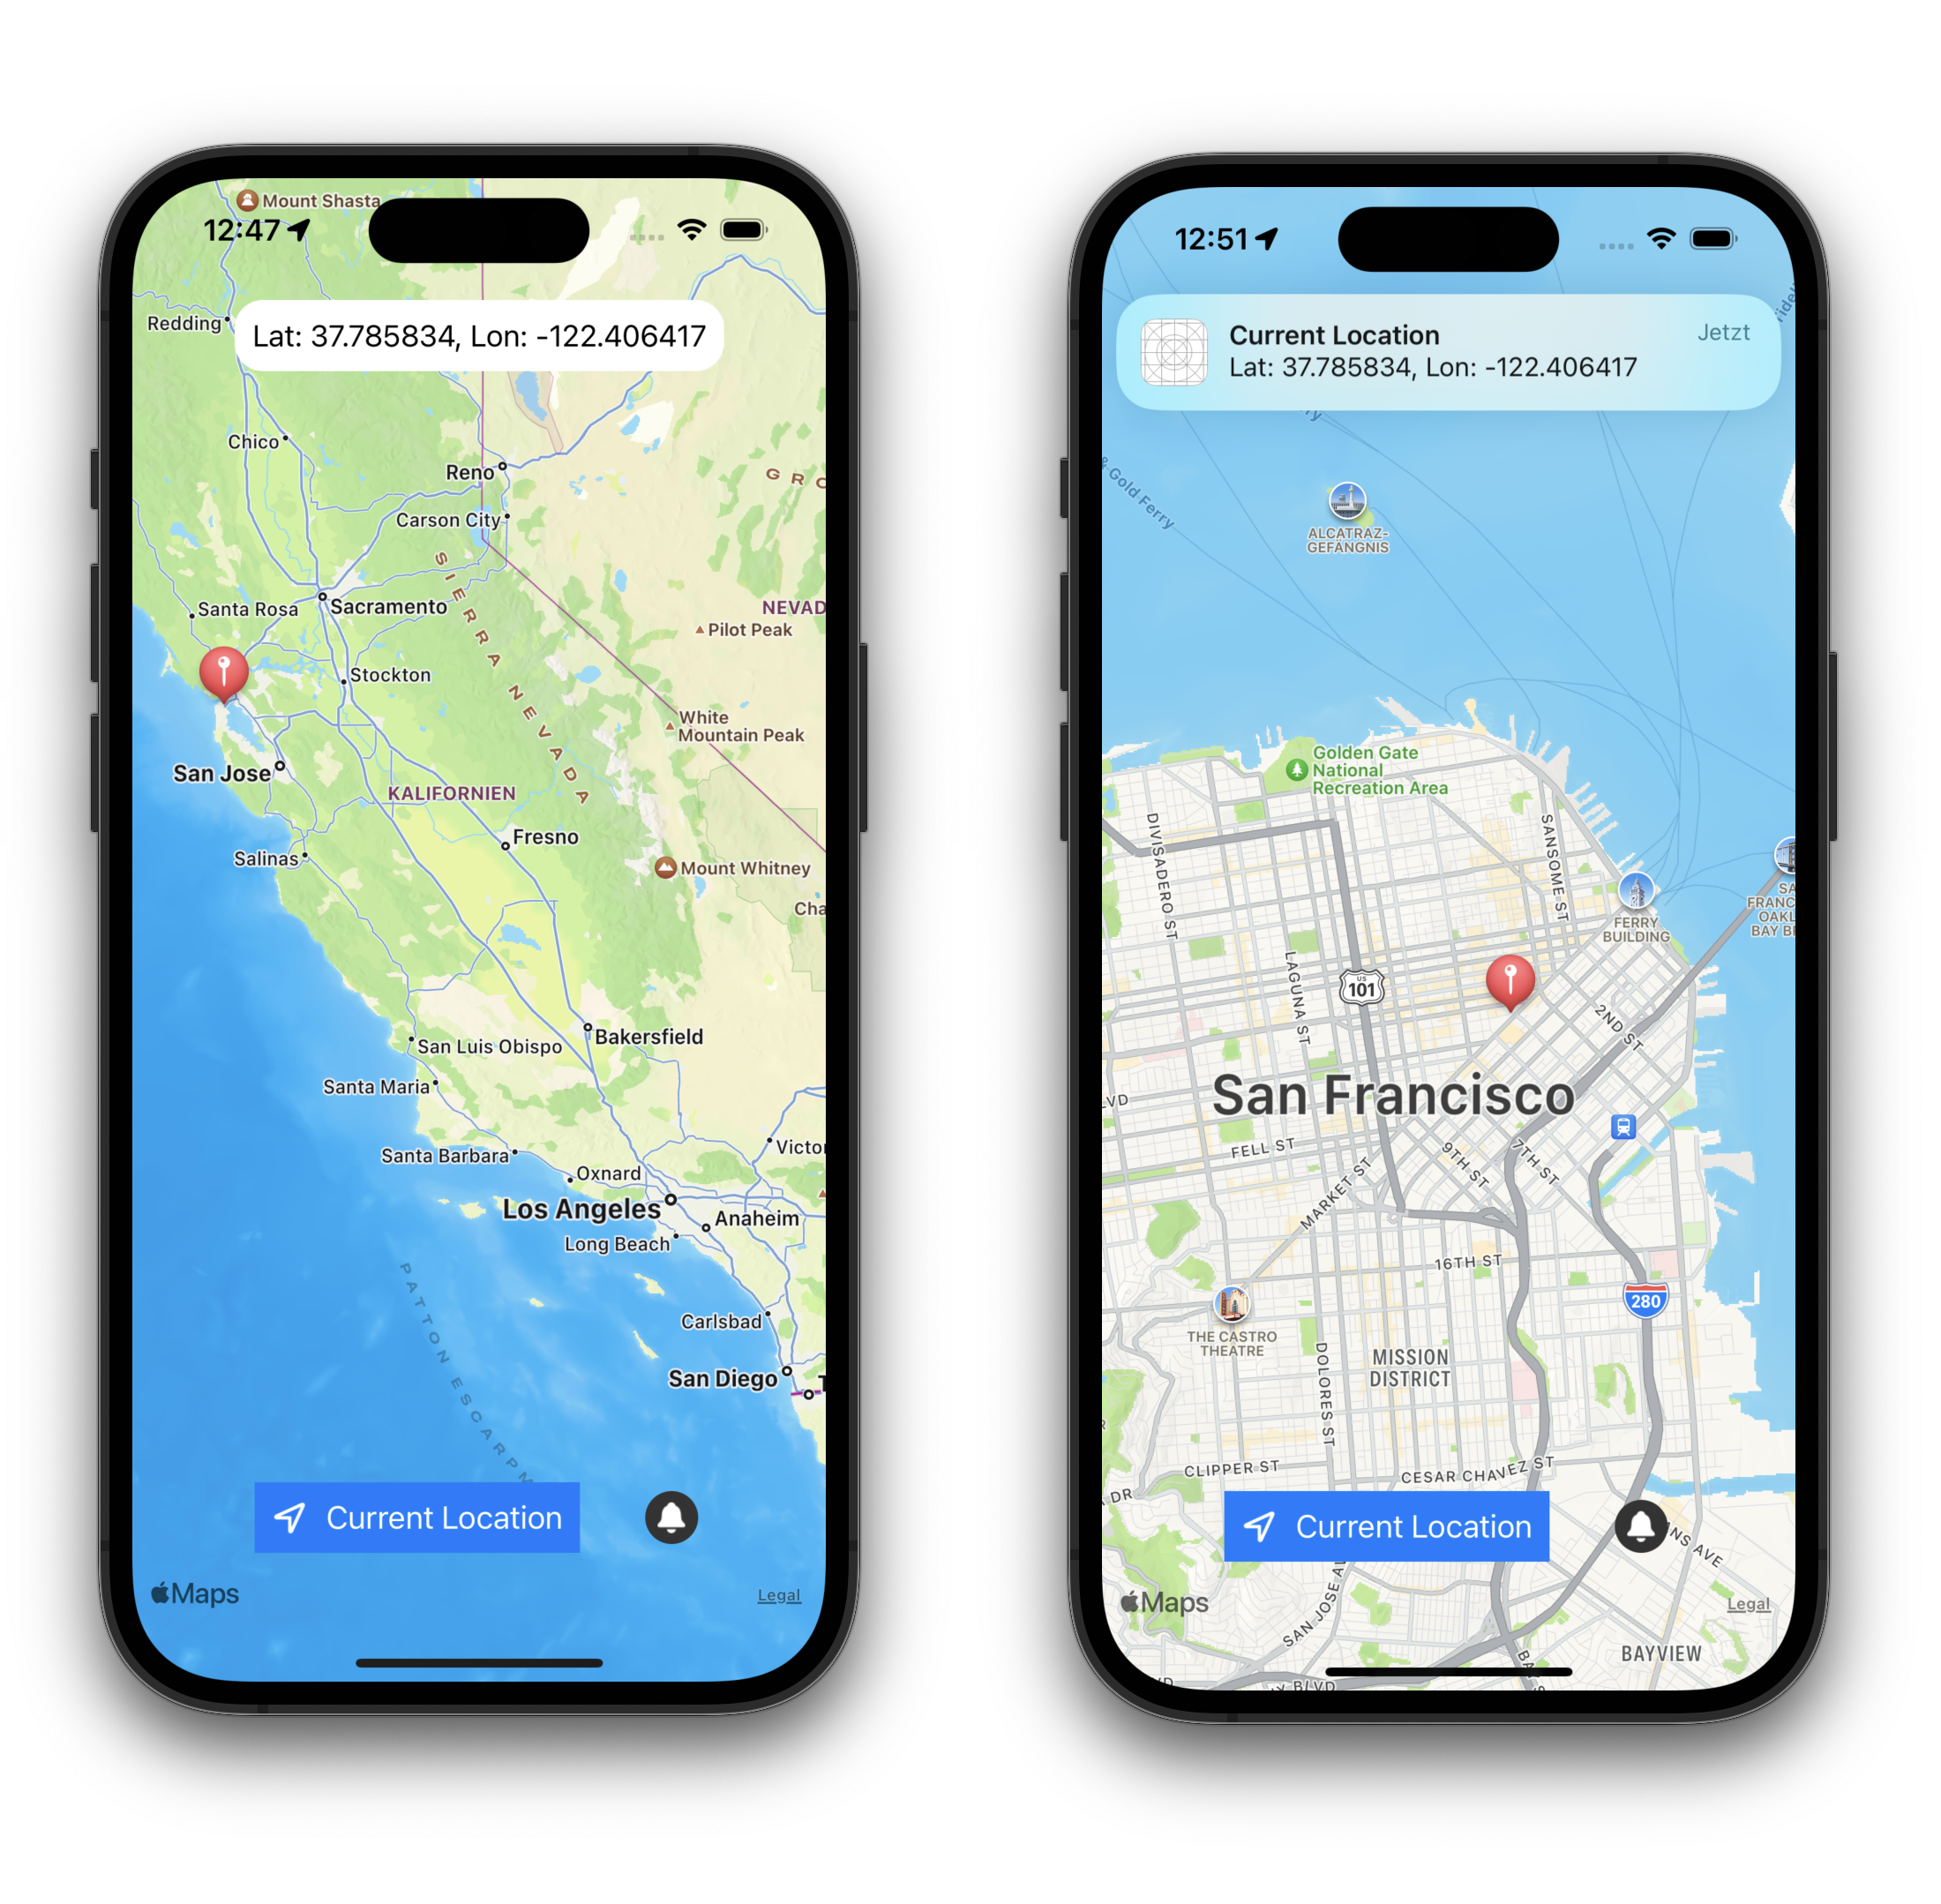 Mount Shasta
12:47
Redding
Lat: 37.785834, Lon: -122.406417
Chico
Reno
GRO
Carson City
SIERRA NEVADA
Santa Rosa
Sacramento
NEVAD
Pilot Peak
Stockton
White
Mountain Peak
San Jose
KALIFORNIEN
Fresno
Salinas
Mount Whitney
Cha
Bakersfield
San Luis Obispo
Santa Maria
Victor
Santa Barbara
Oxnard
Los Angeles
Anaheim
Long Beach
PATTON ESCARPM
Carlsbad
San Diego
T
Current Location
Maps
Legal
12:51
Current Location
Jetzt
Lat: 37.785834, Lon: -122.406417
& Gold Ferry
ALCATRAZ-
GEFÄNGNIS
Golden Gate
National
Recreation Area
DIVISADERO ST
SANSOME ST
FERRY
BUILDING
SA
FRANC
OAKL
BAY B
LAGUNA ST
US
101
2ND ST
San Francisco
LVD
FELL ST
9TH ST
7TH ST
MARKET ST
16TH ST
280
THE CASTRO
THEATRE
MISSION
DISTRICT
DOLORES ST
CLIPPER ST
CESAR CHAVEZ ST
DR
Current Location
NS AVE
Maps
SAN JOSE AV
Legal
BAYVIEW
BLVD